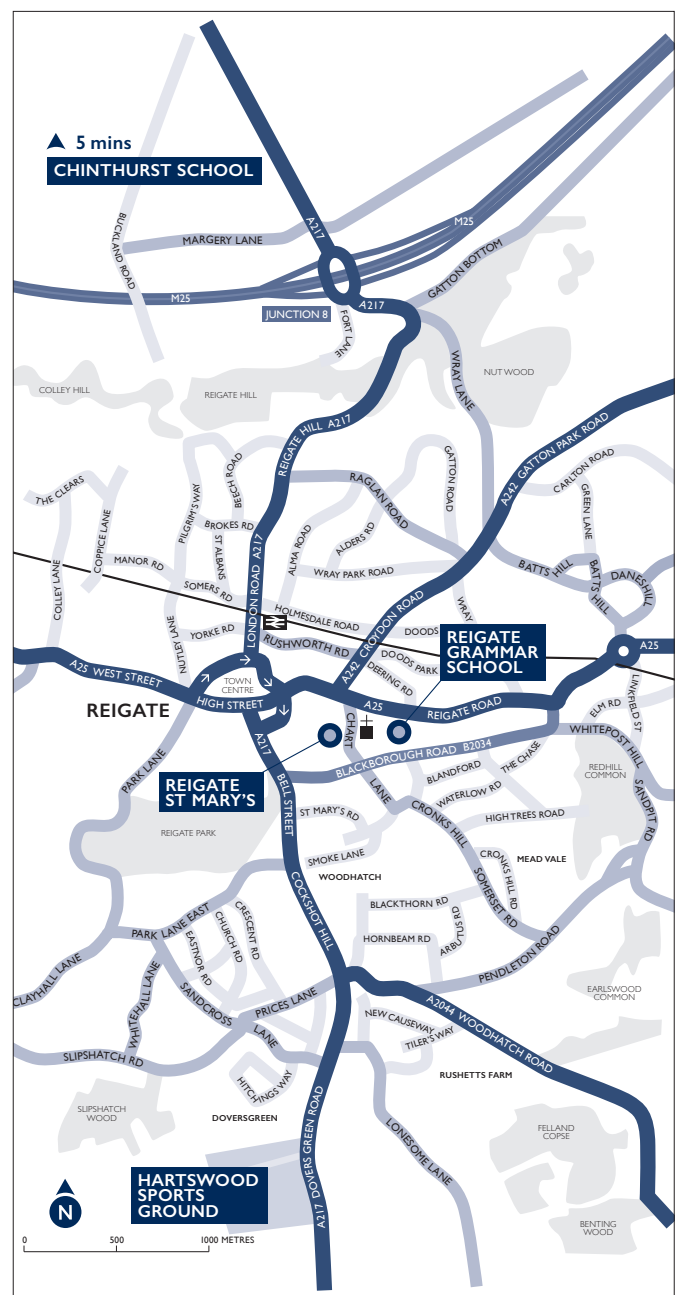 5 mins
CHINTHURST SCHOOL
BUCKLAND ROAD
MARGERY LANE
A217
M25
M25
GATTON BOTTOM
A217
JUNCTION 8
FORT LANE
WRAY LANE
NUT WOOD
COLLEY HILL
REIGATE HILL
REIGATE HILL A217
A242 GATTON PARK ROAD
THE CLEARS
COPPICE LANE
PILGRIM'S WAY
BEECH ROAD
RAGLAN ROAD
GATTON ROAD
CARLTON ROAD
GREEN LANE
BROKES RD
ST ALBANS
ALMA ROAD
ALDERS RD
COLLEY LANE
MANOR RD
LONDON ROAD A217
WRAY PARK ROAD
BATTS HILL
BATTS HILL
DANESHILL
SOMERS RD
HOLMESDALE ROAD
A242 CROYDON ROAD
WRAY
NUTLEY LANE
YORKE RD
RUSHWORTH RD
DOODS
DOODS PARK
DEERING RD
REIGATE
GRAMMAR
SCHOOL
A25
A25 WEST STREET
TOWN
CENTRE
HIGH STREET
REIGATE
A25
REIGATE ROAD
ELM RD
LINKFIELD ST
A217
CHART
LANE
BLACKBOROUGH ROAD B2034
WHITEPOST HILL
PARK LANE
BELL STREET
BLANDFORD
THE CHASE
WATERLOW RD
REDHILL
COMMON
SANDPIT RD
REIGATE
ST MARY'S
REIGATE PARK
ST MARY'S RD
CRONKS HILL
HIGH TREES ROAD
SMOKE LANE
WOODHATCH
CRONKS HILL RD
MEAD VALE
SOMERSET RD
COCKSHOT HILL
BLACKTHORN RD
ARBUTUS RD
HORNBEAM RD
PENDLETON ROAD
PARK LANE EAST
EASTNOR RD
CHURCH RD
CRESCENT RD
CLAYHALL LANE
WHITEHALL LANE
SANDCROSS
LANE
PRICES LANE
EARLSWOOD
COMMON
A2044 WOODHATCH ROAD
NEW CAUSEWAY
TILER'S WAY
SLIPSHATCH RD
HITCHINGS WAY
RUSHETTS FARM
SLIPSHATCH
WOOD
DOVERSGREEN
A217 DOVERS GREEN ROAD
LONESOME LANE
FELLAND
COPSE
HARTSWOOD
SPORTS
GROUND
N
BENTING
WOOD
0 500 1000 METRES